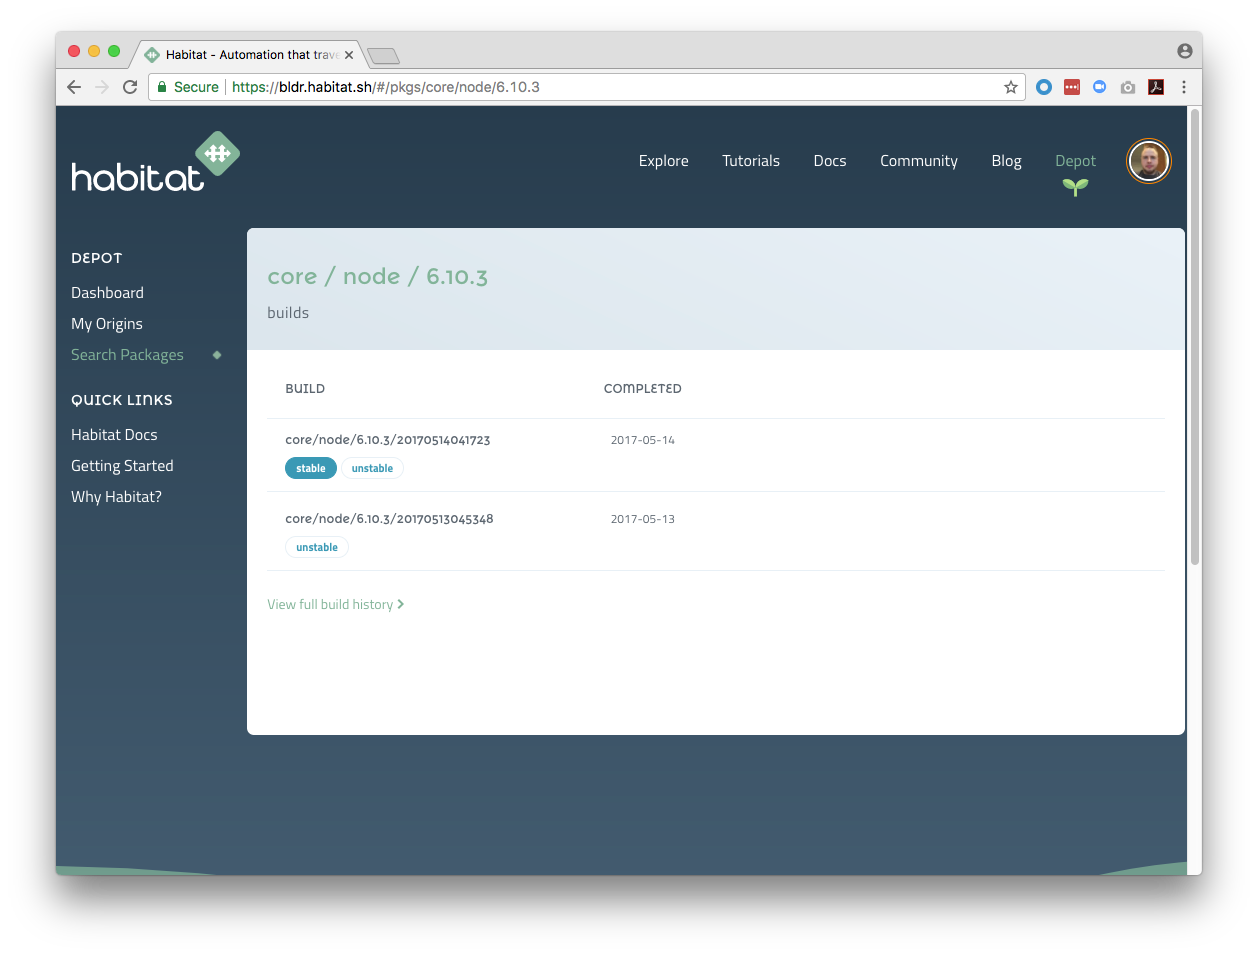 Habitat - Automation that trav
Secure https://bldr.habitat.sh/#/pkgs/core/node/6.10.3
habitat
Explore Tutorials Docs Community Blog Depot
DEPOT
Dashboard
My Origins
Search Packages
QUICK LINKS
Habitat Docs
Getting Started
Why Habitat?
core / node / 6.10.3
builds
BUILD COMPLETED
core/node/6.10.3/20170514041723 2017-05-14
stable unstable
core/node/6.10.3/20170513045348 2017-05-13
unstable
View full build history